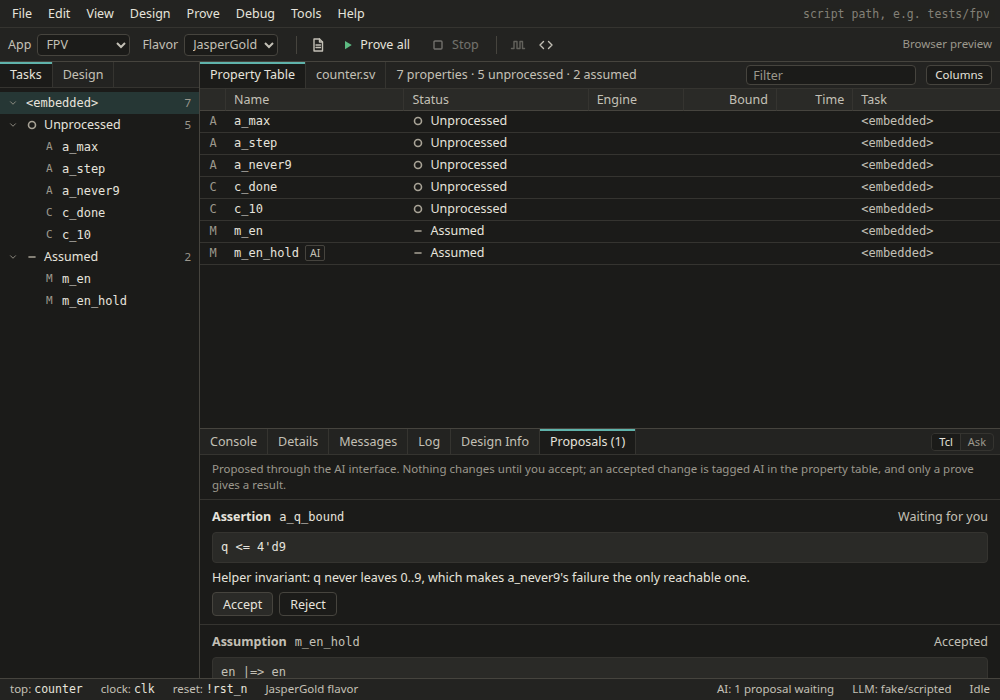 File Edit View Design Prove Debug Tools Help script path, e.g. tests/fpv
App FPV Flavor JasperGold Prove all Stop Browser preview
Tasks Design
Property Table counter.sv 7 properties · 5 unprocessed · 2 assumed Filter Columns
<embedded> 7
Unprocessed 5
A a_max
A a_step
A a_never9
C c_done
C c_10
Assumed 2
M m_en
M m_en_hold
Name Status Engine Bound Time Task
A a_max Unprocessed <embedded>
A a_step Unprocessed <embedded>
A a_never9 Unprocessed <embedded>
C c_done Unprocessed <embedded>
C c_10 Unprocessed <embedded>
M m_en Assumed <embedded>
M m_en_hold AI Assumed <embedded>
Console Details Messages Log Design Info Proposals (1) Tcl Ask
Proposed through the AI interface. Nothing changes until you accept; an accepted change is tagged AI in the property table, and only a prove
gives a result.
Assertion a_q_bound Waiting for you
q <= 4'd9
Helper invariant: q never leaves 0..9, which makes a_never9's failure the only reachable one.
Accept Reject
Assumption m_en_hold Accepted
en |=> en
top: counter clock: clk reset: !rst_n JasperGold flavor AI: 1 proposal waiting LLM: fake/scripted Idle